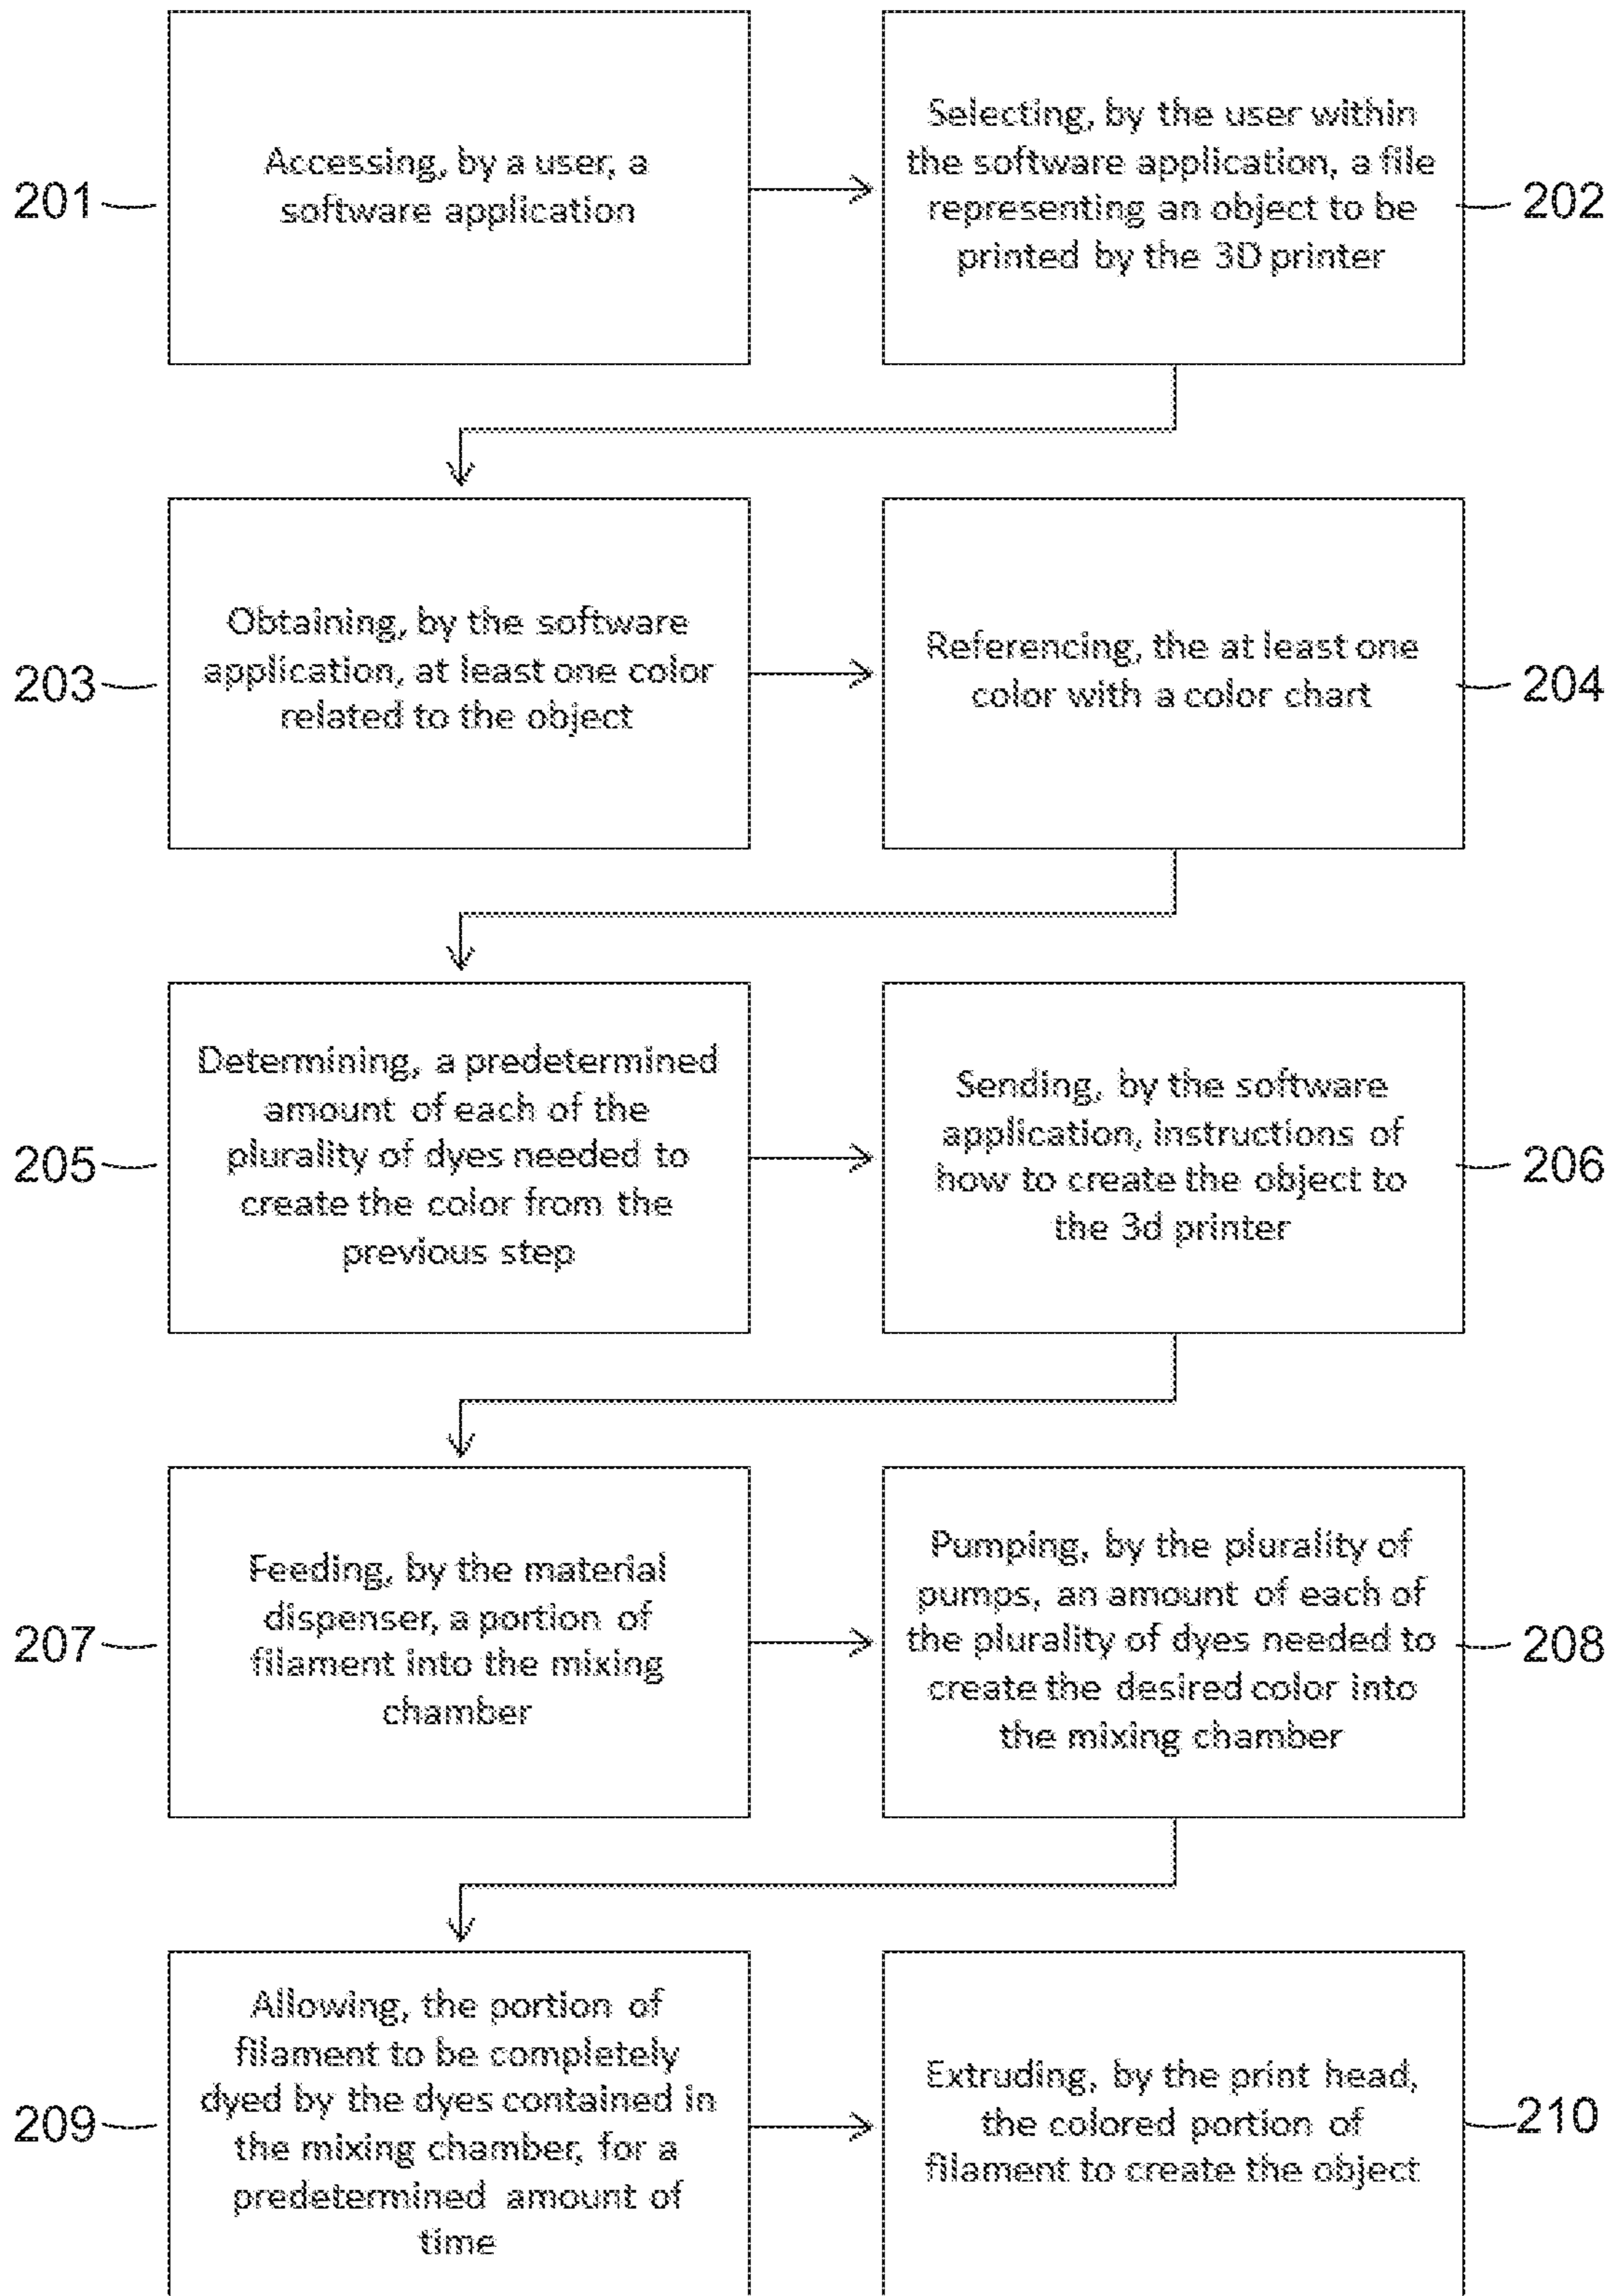 201
Accessing, by a user, a
software application
Selecting, by the user within
the software application, a file
representing an object to be
printed by the 3D printer
202
203
Obtaining, by the software
application, at least one color
related to the object
Referencing, the at least one
color with a color chart
204
205
Determining, a predetermined
amount of each of the
plurality of dyes needed to
create the color from the
previous step
Sending, by the software
application, instructions of
how to create the object to
the 3d printer
206
207
Feeding, by the material
dispenser, a portion of
filament into the mixing
chamber
Pumping, by the plurality of
pumps, an amount of each of
the plurality of dyes needed to
create the desired color into
the mixing chamber
208
209
Allowing, the portion of
filament to be completely
dyed by the dyes contained in
the mixing chamber, for a
predetermined amount of
time
Extruding, by the print head,
the colored portion of
filament to create the object
210